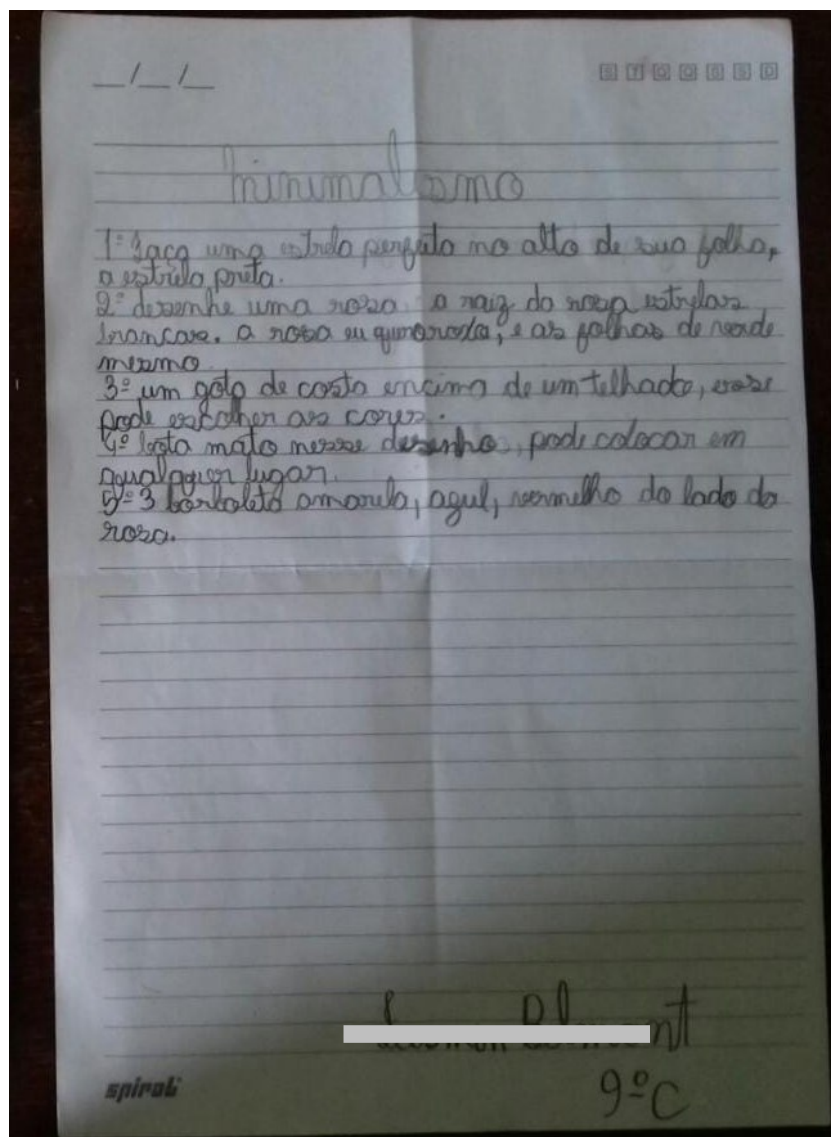 __/__/__
S T Q Q S S D
minimalismo
1º Faça uma estrela perfeita no alto de sua folha,
a estrela preta.
2º desenhe uma rosa. a raiz da rosa estrelas
brancas. a rosa eu quero roxa, e as folhas de verde
mesmo.
3º um gato de costa encima de um telhado, esse
pode escolher as cores.
4º bota mato nesse desenho, pode colocar em
qualquer lugar.
5º 3 borboleta amarela, azul, vermelho do lado da
rosa.
9ºC
spiral